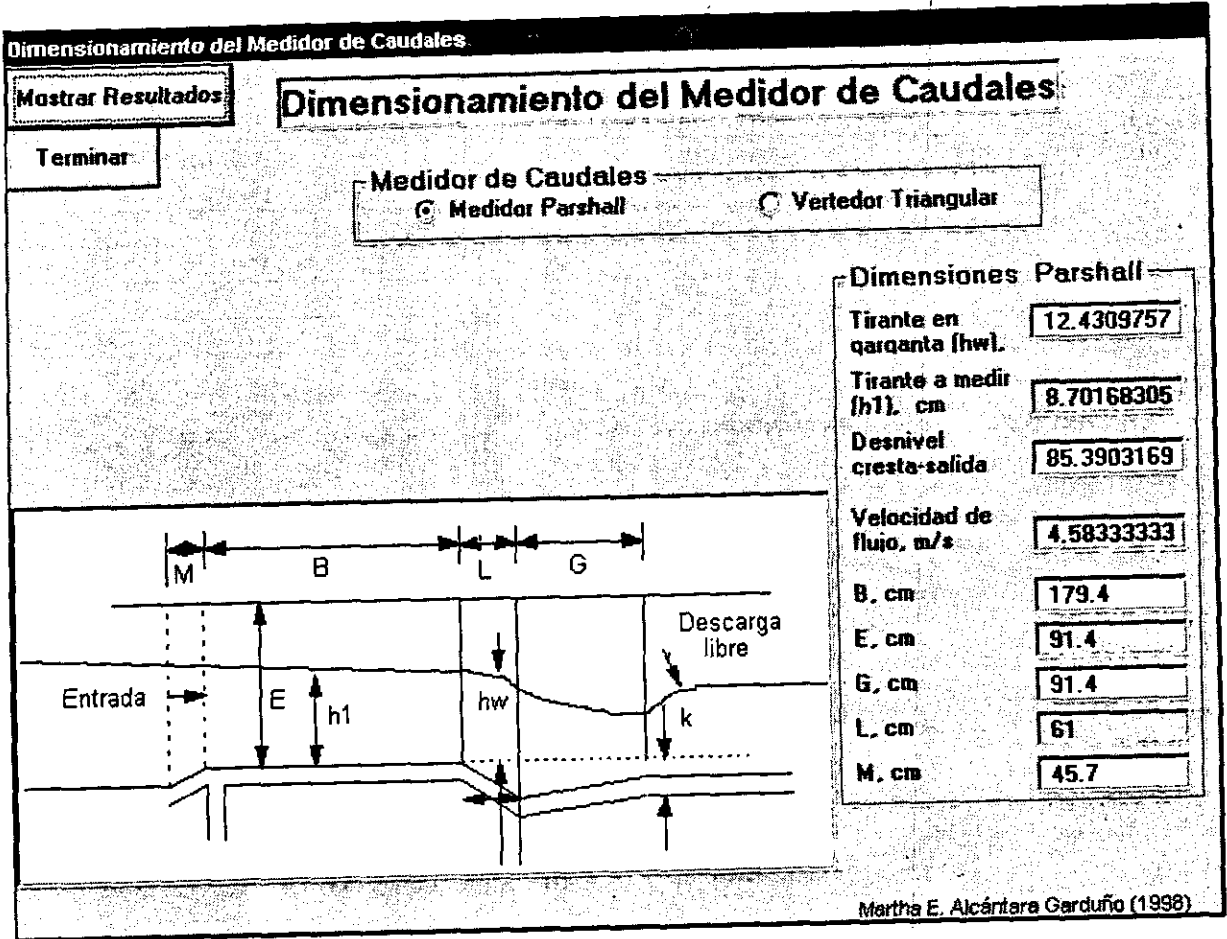 Dimensionamiento del Medidor de Caudales
Mostrar Resultados
Dimensionamiento del Medidor de Caudales
Terminar
Medidor de Caudales
Medidor Parshall
Vertedor Triangular
Dimensiones Parshall
Tirante en
garganta (hw),
12.4309757
Tirante a medir
(h1), cm
8.70168305
Desnivel
cresta-salida
85.3903169
Velocidad de
flujo, m/s
4.58333333
B, cm
179.4
E, cm
91.4
G, cm
91.4
L, cm
61
M, cm
45.7
M
B
L
G
Descarga
libre
Entrada
E
h1
hw
k
Martha E. Alcántara Garduño (1998)